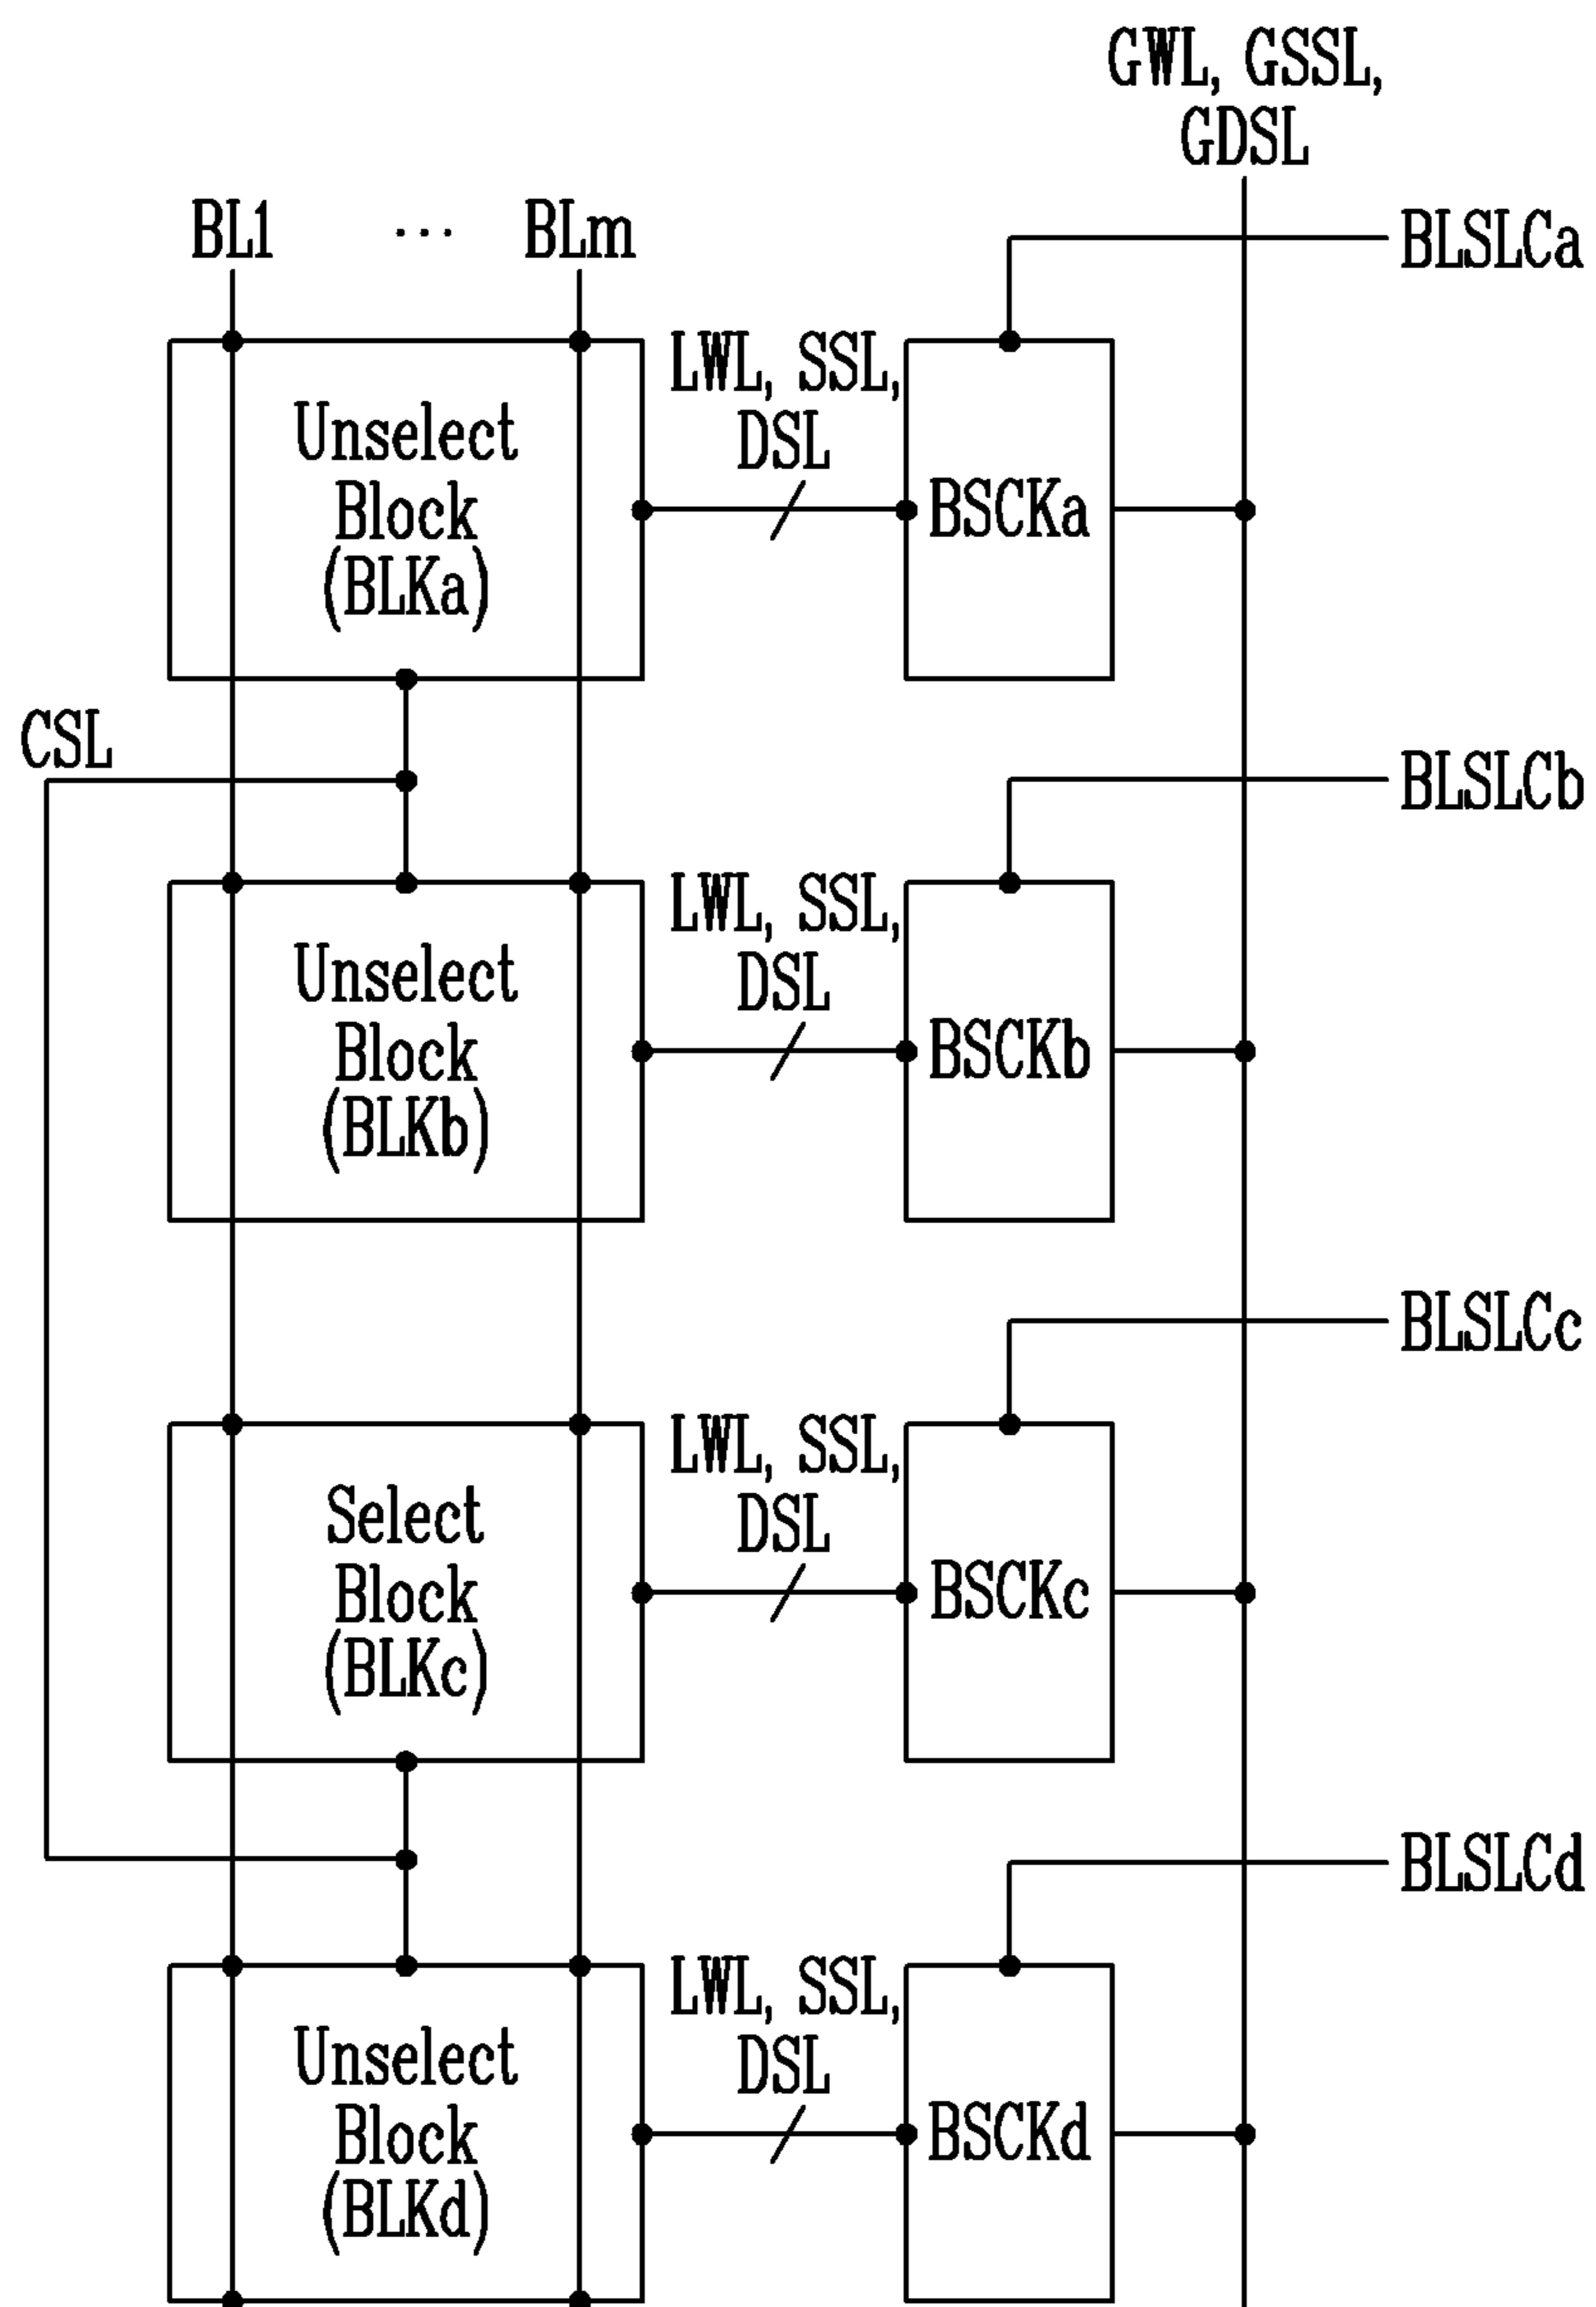 GWL, GSSL,
GDSL
BL1 ... BLm
BLSLCa
LWL, SSL,
DSL
Unselect
Block
(BLKa)
BSCKa
CSL
BLSLCb
LWL, SSL,
DSL
Unselect
Block
(BLKb)
BSCKb
BLSLCc
LWL, SSL,
DSL
Select
Block
(BLKc)
BSCKc
BLSLCd
LWL, SSL,
DSL
Unselect
Block
(BLKd)
BSCKd